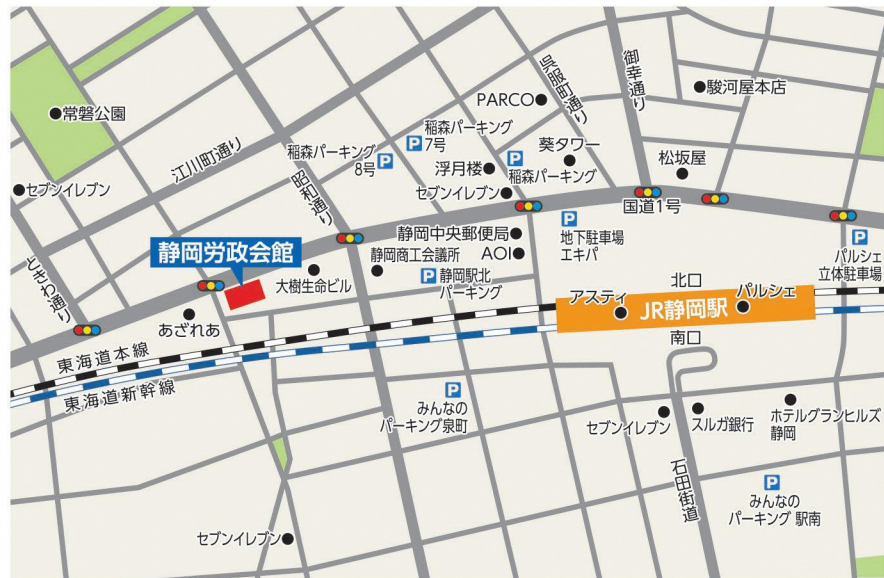 呉服町通り
御幸通り
PARCO
駿河屋本店
常磐公園
江川町通り
稲森パーキング
7号
P
稲森パーキング
8号
P
昭和通り
浮月楼
P
稲森パーキング
葵タワー
松坂屋
セブンイレブン
セブンイレブン
国道1号
静岡中央郵便局
AOI
P
地下駐車場
エキパ
P
パルシェ
立体駐車場
静岡労政会館
ときわ通り
大樹生命ビル
静岡商工会議所
P
静岡駅北
パーキング
北口
アスティ
JR静岡駅
パルシェ
南口
あざれあ
東海道本線
東海道新幹線
P
みんなの
パーキング泉町
セブンイレブン
スルガ銀行
ホテルグランヒルズ
静岡
石田街道
P
みんなの
パーキング 駅南
セブンイレブン